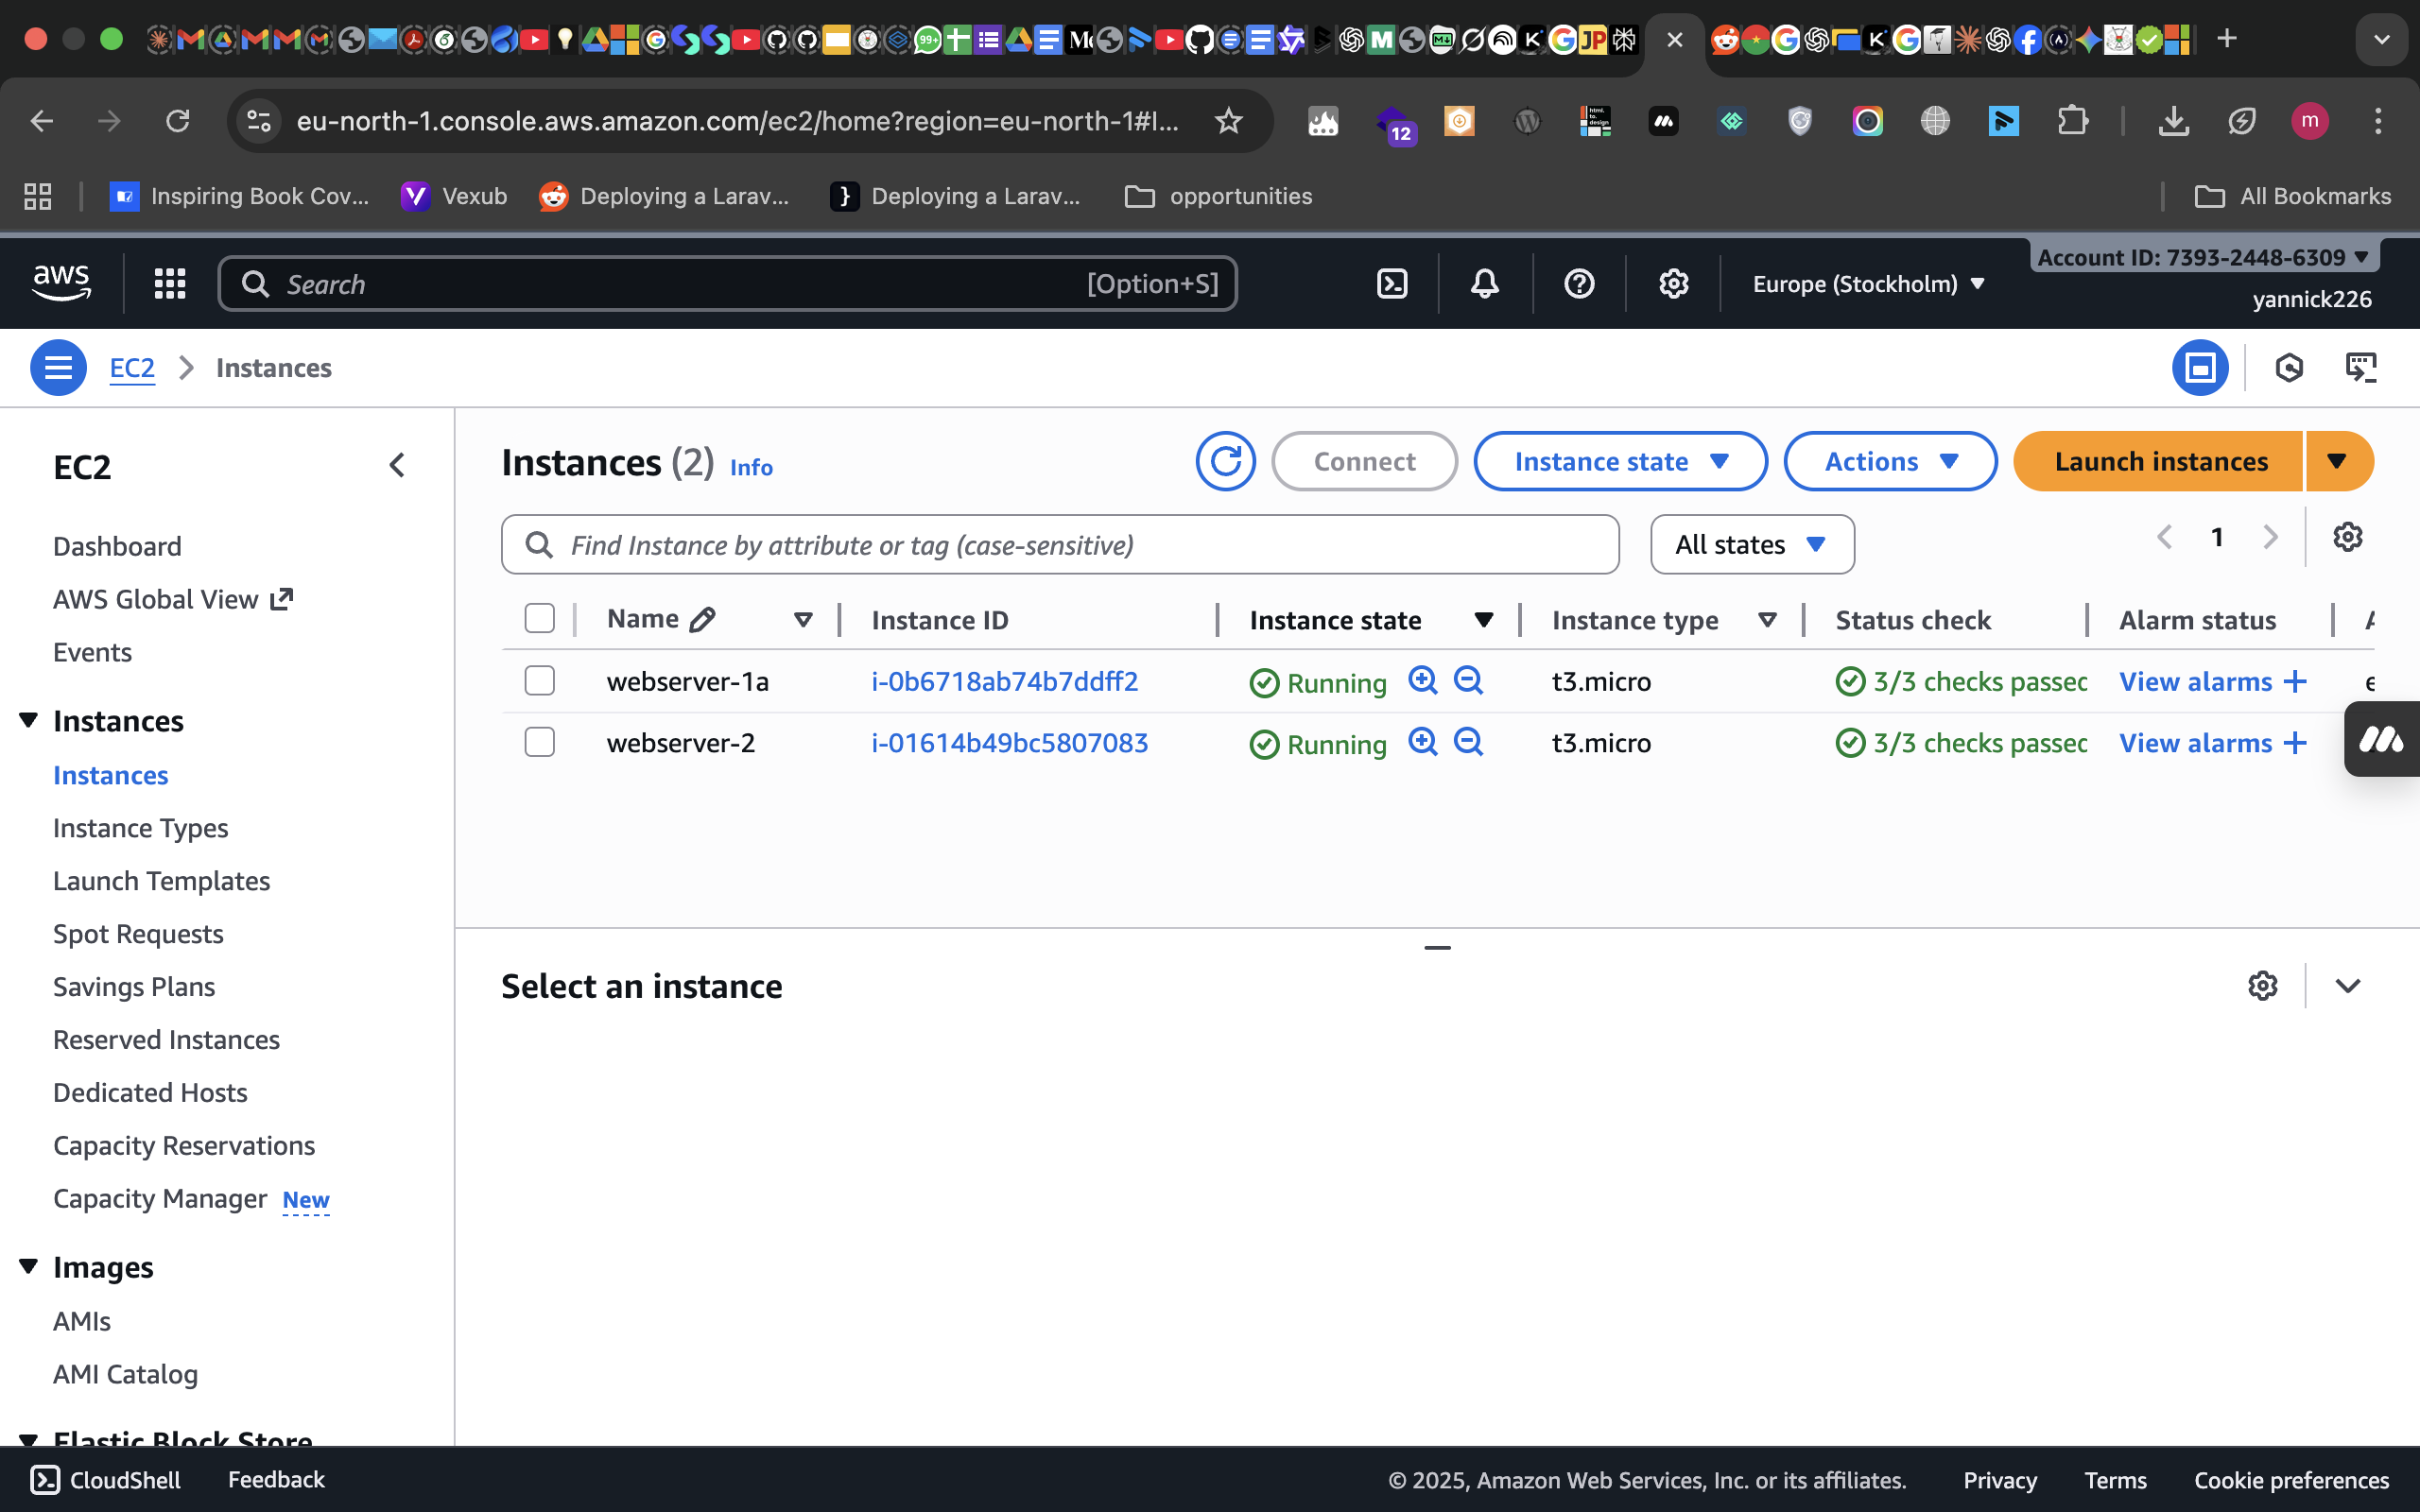 99+
eu-north-1.console.aws.amazon.com/ec2/home?region=eu-north-1#I...
12
m
Inspiring Book Cov...
Vexub
Deploying a Larav...
Deploying a Larav...
opportunities
All Bookmarks
aws
Search
[Option+S]
Europe (Stockholm)
Account ID: 7393-2448-6309
yannick226
EC2
Instances
EC2
Dashboard
AWS Global View
Events
Instances
Instances
Instance Types
Launch Templates
Spot Requests
Savings Plans
Reserved Instances
Dedicated Hosts
Capacity Reservations
Capacity Manager New
Images
AMIs
AMI Catalog
Elastic Block Store
Instances (2) Info
Connect
Instance state
Actions
Launch instances
Find Instance by attribute or tag (case-sensitive)
All states
1
Name Instance ID Instance state Instance type Status check Alarm status
webserver-1a i-0b6718ab74b7ddff2 Running t3.micro 3/3 checks passed View alarms
webserver-2 i-01614b49bc5807083 Running t3.micro 3/3 checks passed View alarms
Select an instance
CloudShell
Feedback
© 2025, Amazon Web Services, Inc. or its affiliates.
Privacy
Terms
Cookie preferences